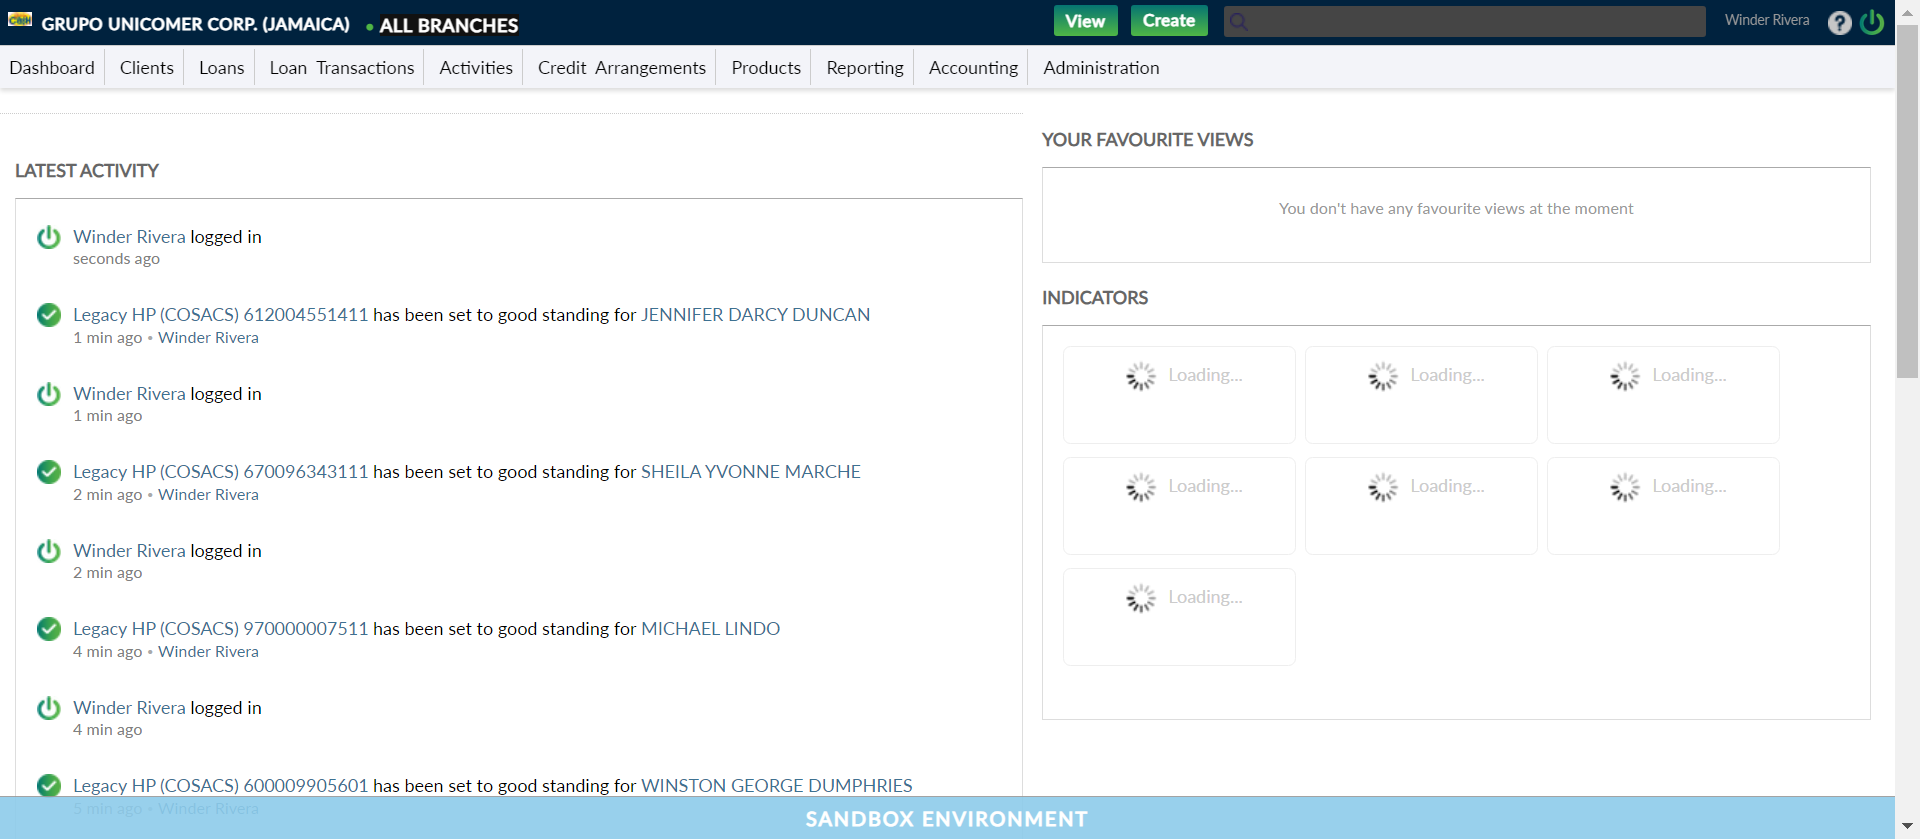 Cash GRUPO UNICOMER CORP. (JAMAICA) • ALL BRANCHES View Create Winder Rivera ?
Dashboard Clients Loans Loan Transactions Activities Credit Arrangements Products Reporting Accounting Administration
LATEST ACTIVITY
Winder Rivera logged in
seconds ago
Legacy HP (COSACS) 612004551411 has been set to good standing for JENNIFER DARCY DUNCAN
1 min ago • Winder Rivera
Winder Rivera logged in
1 min ago
Legacy HP (COSACS) 670096343111 has been set to good standing for SHEILA YVONNE MARCHE
2 min ago • Winder Rivera
Winder Rivera logged in
2 min ago
Legacy HP (COSACS) 970000007511 has been set to good standing for MICHAEL LINDO
4 min ago • Winder Rivera
Winder Rivera logged in
4 min ago
Legacy HP (COSACS) 600009905601 has been set to good standing for WINSTON GEORGE DUMPHRIES
5 min ago • Winder Rivera
YOUR FAVOURITE VIEWS
You don't have any favourite views at the moment
INDICATORS
Loading... Loading... Loading...
Loading... Loading... Loading...
Loading...
SANDBOX ENVIRONMENT